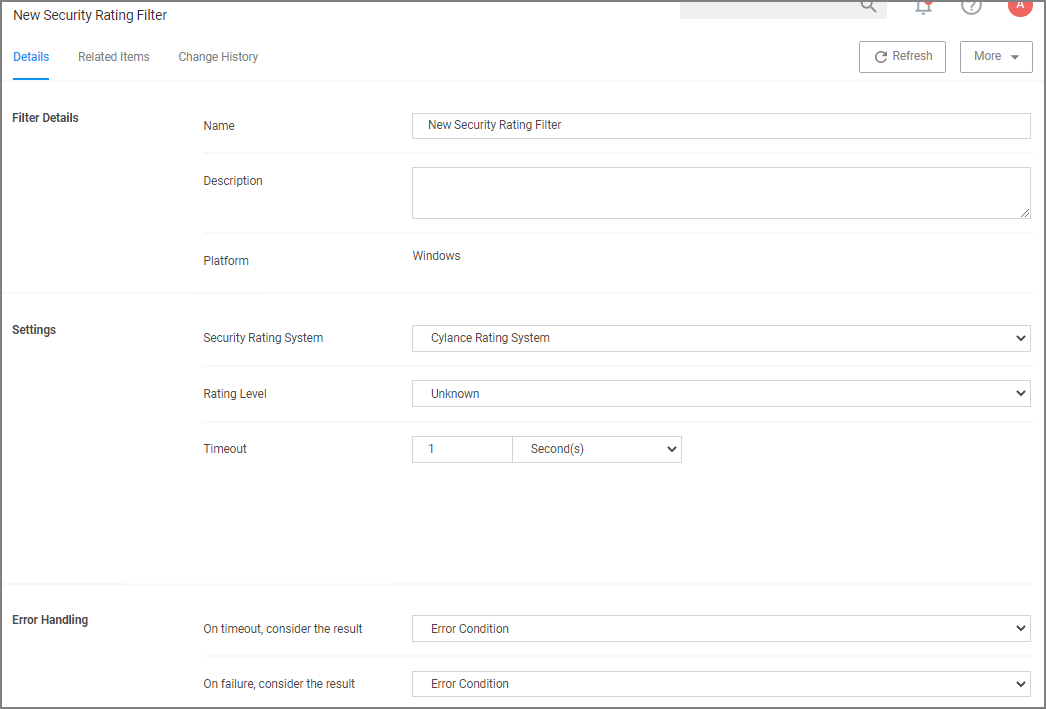 New Security Rating Filter
A
Details Related Items Change History
Refresh More
Filter Details
Name New Security Rating Filter
Description
Platform Windows
Settings
Security Rating System Cylance Rating System
Rating Level Unknown
Timeout 1 Second(s)
Error Handling
On timeout, consider the result Error Condition
On failure, consider the result Error Condition